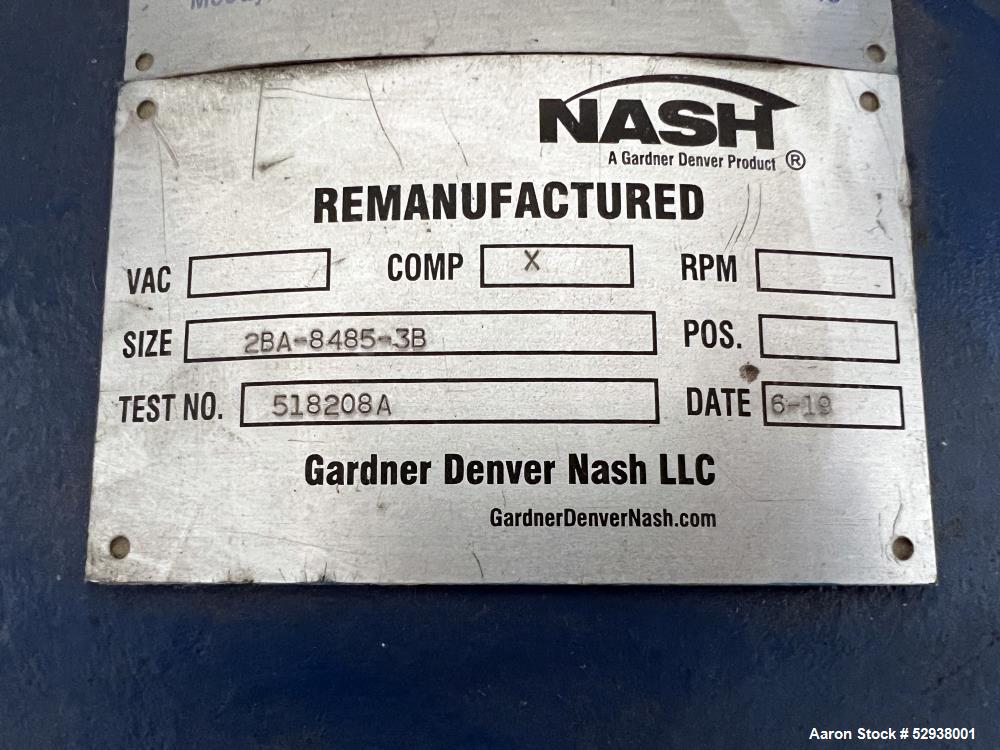 NASH
A Gardner Denver Product ®
REMANUFACTURED
VAC COMP X RPM
SIZE 2BA-8485-3B POS.
TEST NO. 518208A DATE 6-19
Gardner Denver Nash LLC
GardnerDenverNash.com
Aaron Stock # 52938001